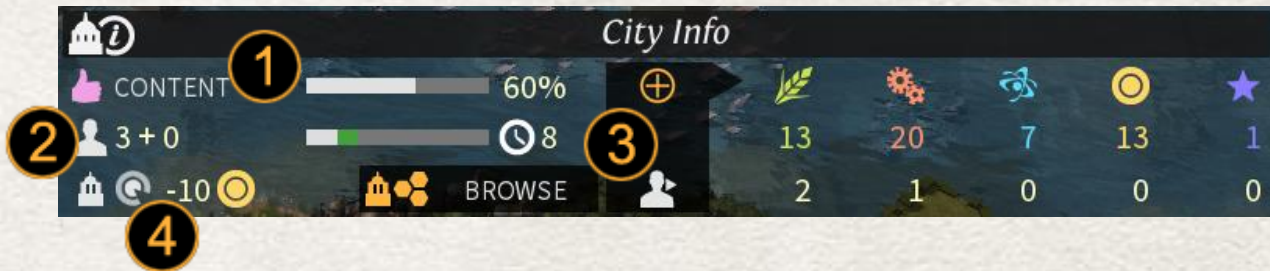 City Info
1
CONTENT 60%
2
3 + 0 8 3 13 20 7 13 1
-10 BROWSE 2 1 0 0 0
4